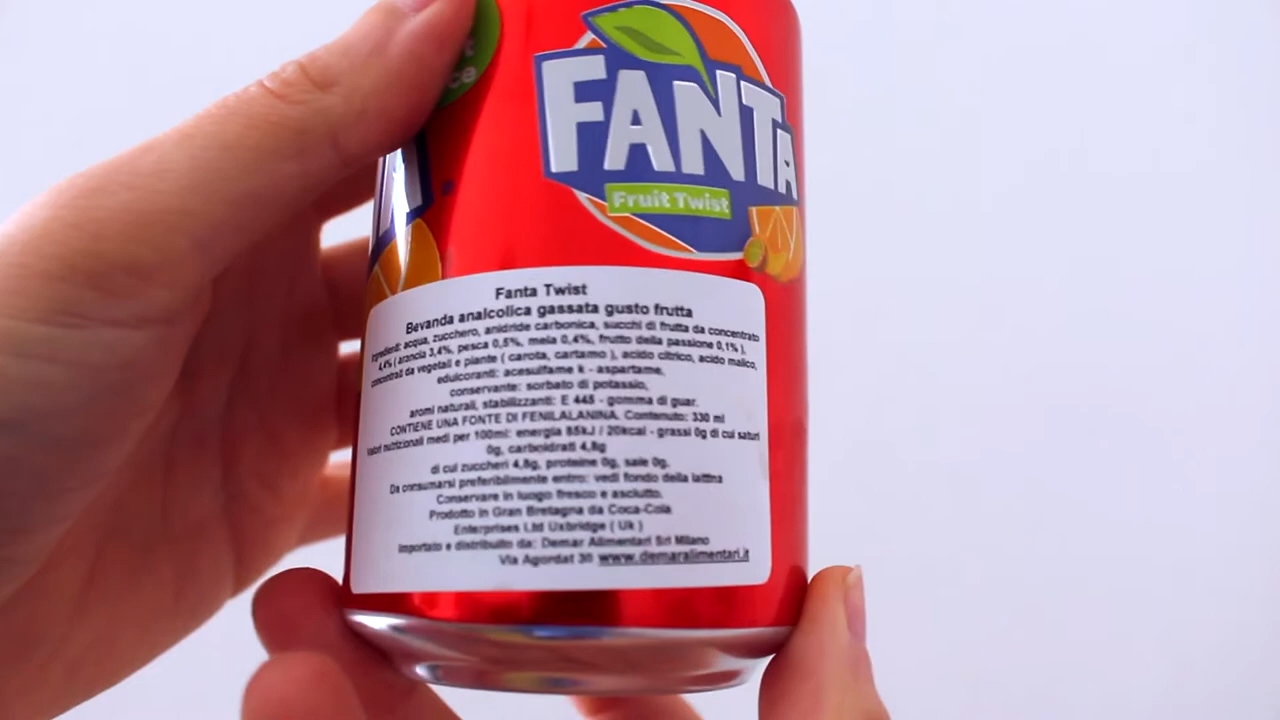 FANTA
Fruit Twist
Fanta Twist
Bevanda analcolica gassata gusto frutta
Ingredienti: acqua, zucchero, anidride carbonica, succhi di frutta da concentrato
4,4% ( arancia 3,4%, pesca 0,5%, mela 0,4%, frutto della passione 0,1% ),
concentrati da vegetali e piante ( carota, cartamo ), acido citrico, acido malico,
edulcoranti: acesulfame k - aspartame,
conservante: sorbato di potassio,
aromi naturali, stabilizzanti: E 445 - gomma di guar.
CONTIENE UNA FONTE DI FENILALANINA. Contenuto: 330 ml
Valori nutrizionali medi per 100ml: energia 85kJ / 20kcal - grassi 0g di cui saturi
0g, carboidrati 4,8g
di cui zuccheri 4,8g, proteine 0g, sale 0g.
Da consumarsi preferibilmente entro: vedi fondo della lattina
Conservare in luogo fresco e asciutto.
Prodotto in Gran Bretagna da Coca-Cola
Enterprises Ltd Uxbridge ( Uk )
Importato e distribuito da: Demar Alimentari Srl Milano
Via Agordat 30 www.demaralimentari.it